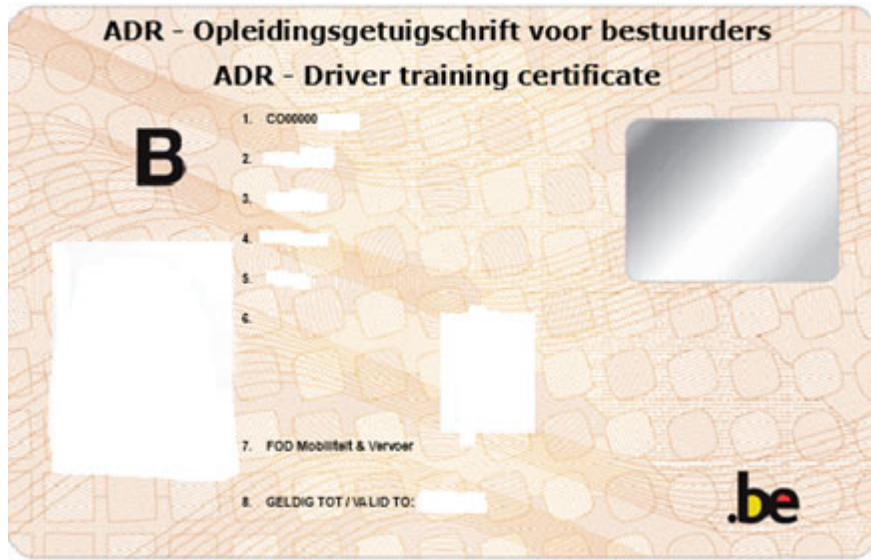 ADR - Opleidingsgetuigschrift voor bestuurders
ADR - Driver training certificate
B
1. CO00000
2.
3.
4.
5.
6.
7. FOD Mobiliteit & Vervoer
8. GELDIG TOT / VALID TO:
.be